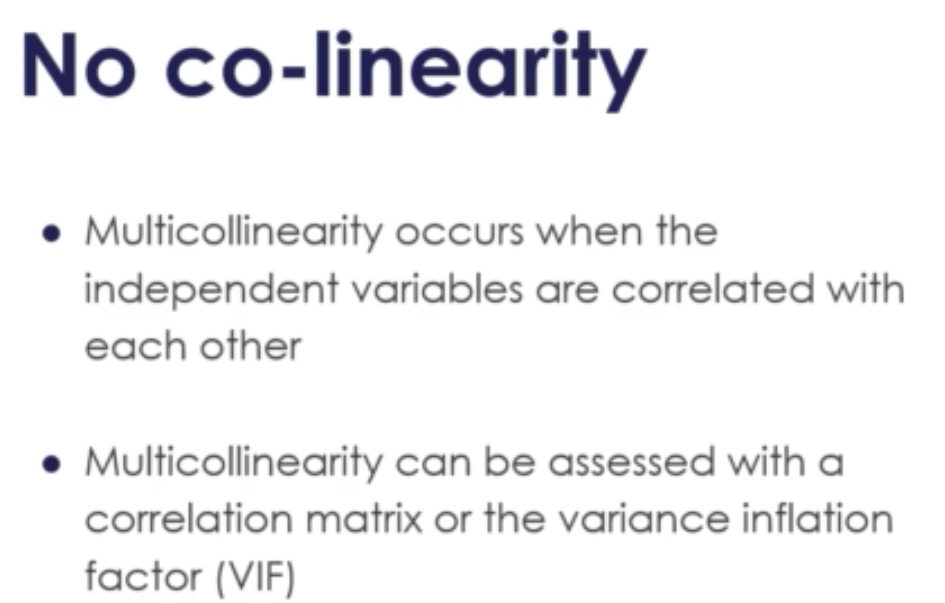 No co-linearity
• Multicollinearity occurs when the
independent variables are correlated with
each other
• Multicollinearity can be assessed with a
correlation matrix or the variance inflation
factor (VIF)